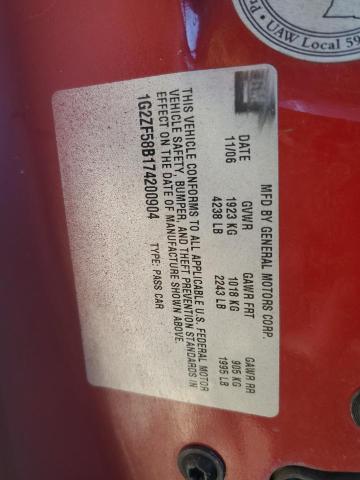 UAW Local 59
MFD BY GENERAL MOTORS CORP.
DATE GVWR GAWR FRT GAWR RR
11/06 1923 KG 1018 KG 905 KG
4238 LB 2243 LB 1995 LB
THIS VEHICLE CONFORMS TO ALL APPLICABLE U.S. FEDERAL MOTOR
VEHICLE SAFETY, BUMPER, AND THEFT PREVENTION STANDARDS IN
EFFECT ON THE DATE OF MANUFACTURE SHOWN ABOVE.
1G2ZF58B174200904 TYPE: PASS CAR